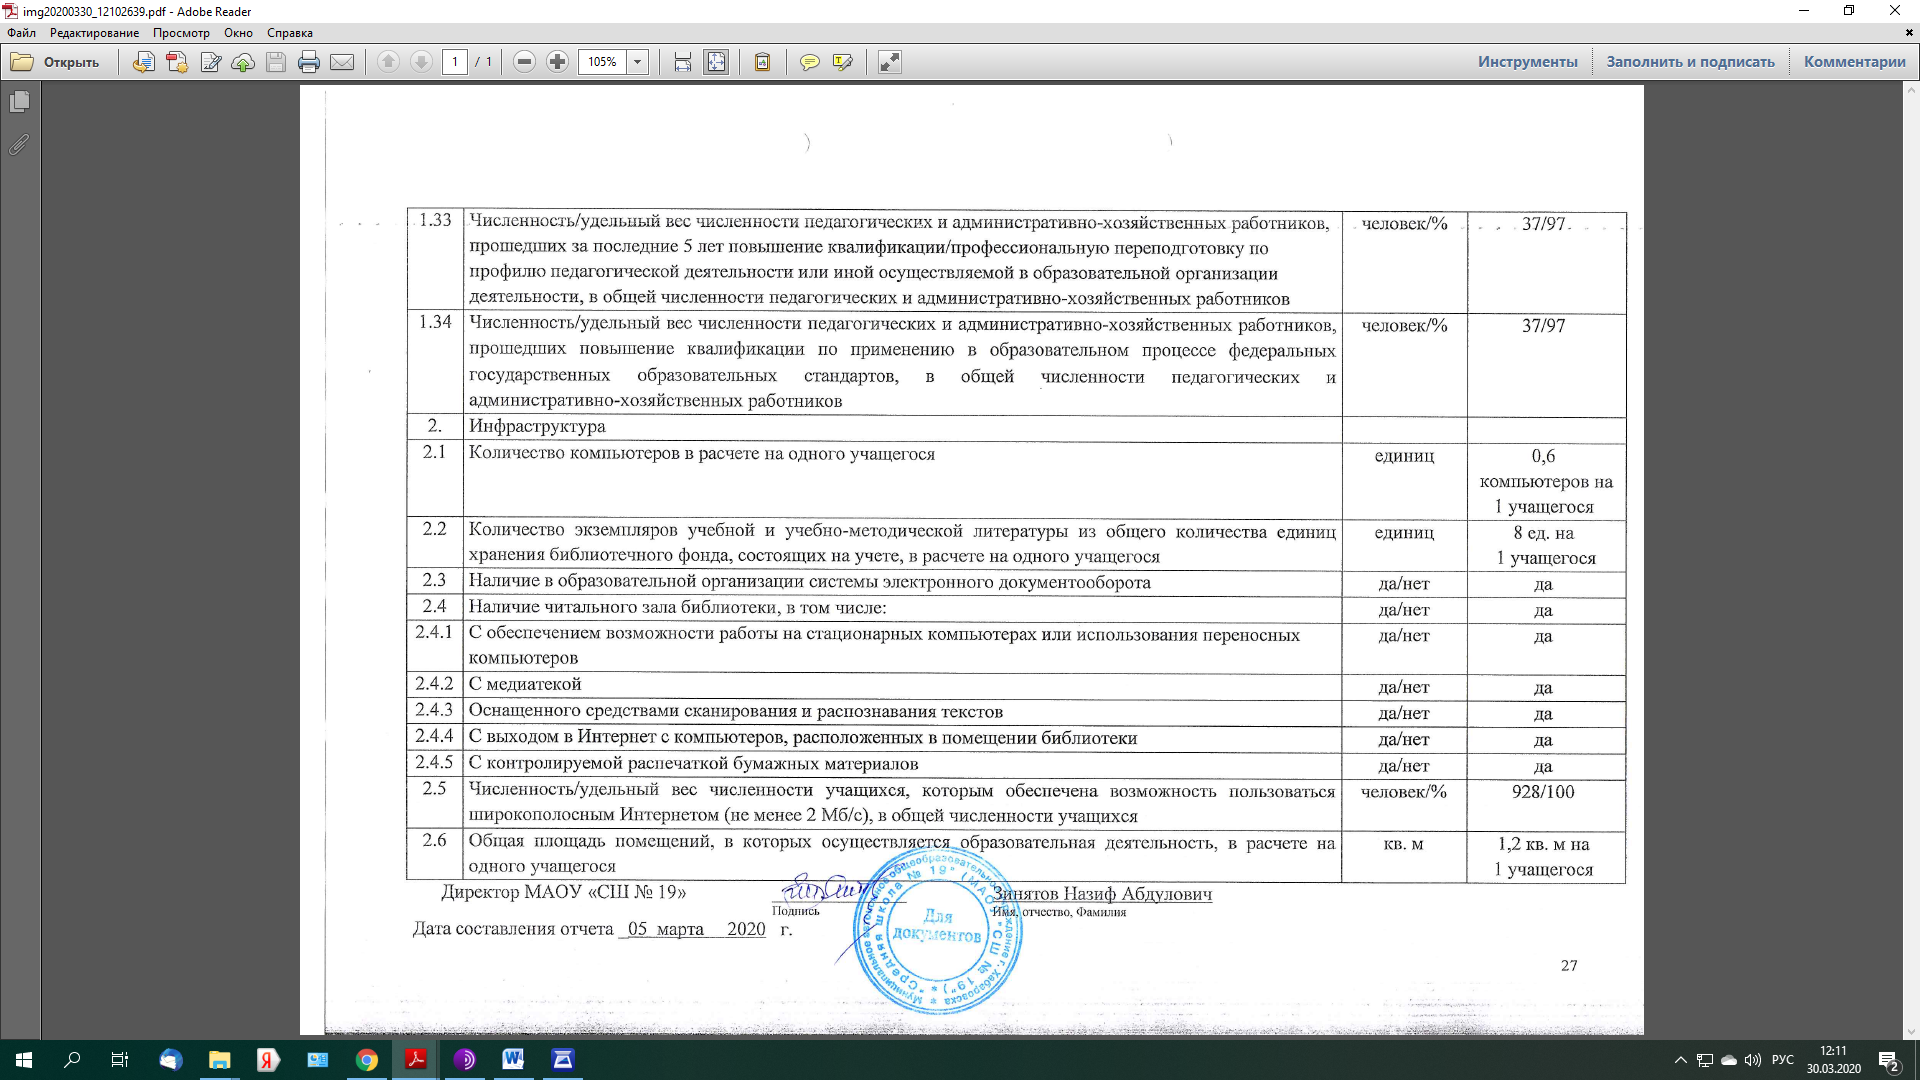 img20200330_12102639.pdf - Adobe Reader
Файл Редактирование Просмотр Окно Справка
Открыть 1 / 1 105% Инструменты Заполнить и подписать Комментарии
1.33 Численность/удельный вес численности педагогических и административно-хозяйственных работников, человек/% 37/97
прошедших за последние 5 лет повышение квалификации/профессиональную переподготовку по
профилю педагогической деятельности или иной осуществляемой в образовательной организации
деятельности, в общей численности педагогических и административно-хозяйственных работников
1.34 Численность/удельный вес численности педагогических и административно-хозяйственных работников, человек/% 37/97
прошедших повышение квалификации по применению в образовательном процессе федеральных
государственных образовательных стандартов, в общей численности педагогических и
административно-хозяйственных работников
2. Инфраструктура
2.1 Количество компьютеров в расчете на одного учащегося единиц 0,6
компьютеров на
1 учащегося
2.2 Количество экземпляров учебной и учебно-методической литературы из общего количества единиц единиц 8 ед. на
хранения библиотечного фонда, состоящих на учете, в расчете на одного учащегося 1 учащегося
2.3 Наличие в образовательной организации системы электронного документооборота да/нет да
2.4 Наличие читального зала библиотеки, в том числе: да/нет да
2.4.1 С обеспечением возможности работы на стационарных компьютерах или использования переносных да/нет да
компьютеров
2.4.2 С медиатекой да/нет да
2.4.3 Оснащенного средствами сканирования и распознавания текстов да/нет да
2.4.4 С выходом в Интернет с компьютеров, расположенных в помещении библиотеки да/нет да
2.4.5 С контролируемой распечаткой бумажных материалов да/нет да
2.5 Численность/удельный вес численности учащихся, которым обеспечена возможность пользоваться человек/% 928/100
широкополосным Интернетом (не менее 2 Мб/с), в общей численности учащихся
2.6 Общая площадь помещений, в которых осуществляется образовательная деятельность, в расчете на кв. м 1,2 кв. м на
одного учащегося 1 учащегося
Директор МАОУ «СШ № 19» Зинятов Назиф Абдулович
Подпись Имя, отчество, Фамилия
Дата составления отчета 05 марта 2020 г.
Для
документов
"Средняя школа № 19" (МАОУ "СШ № 19")
27
РУС 12:11
30.03.2020
2